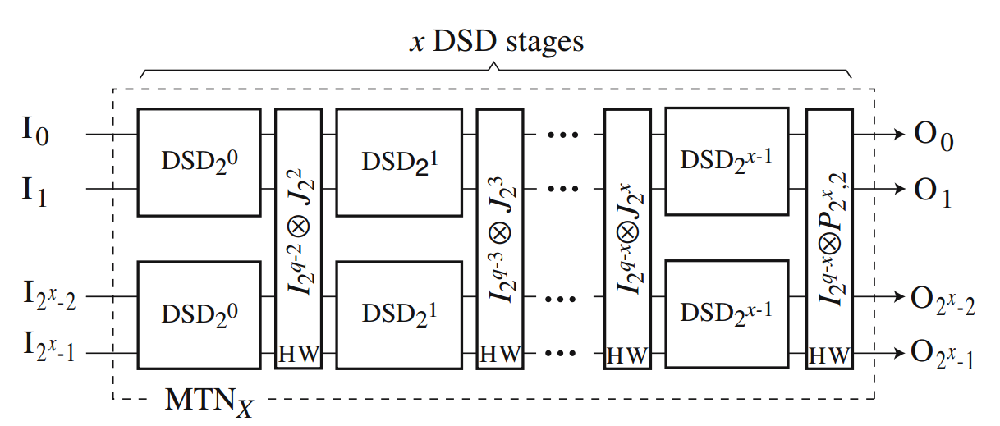 x DSD stages
I₀ DSD₂⁰ I₂q-2 ⊗ J₂2 DSD₂¹ I₂q-3 ⊗ J₂3 ••• I₂q-x⊗J₂x DSD₂x-1 I₂q-x⊗P₂x,2 O₀
I₁ ••• O₁
I₂x-2 DSD₂⁰ DSD₂¹ ••• DSD₂x-1 O₂x-2
I₂x-1 HW HW ••• HW HW O₂x-1
MTNX